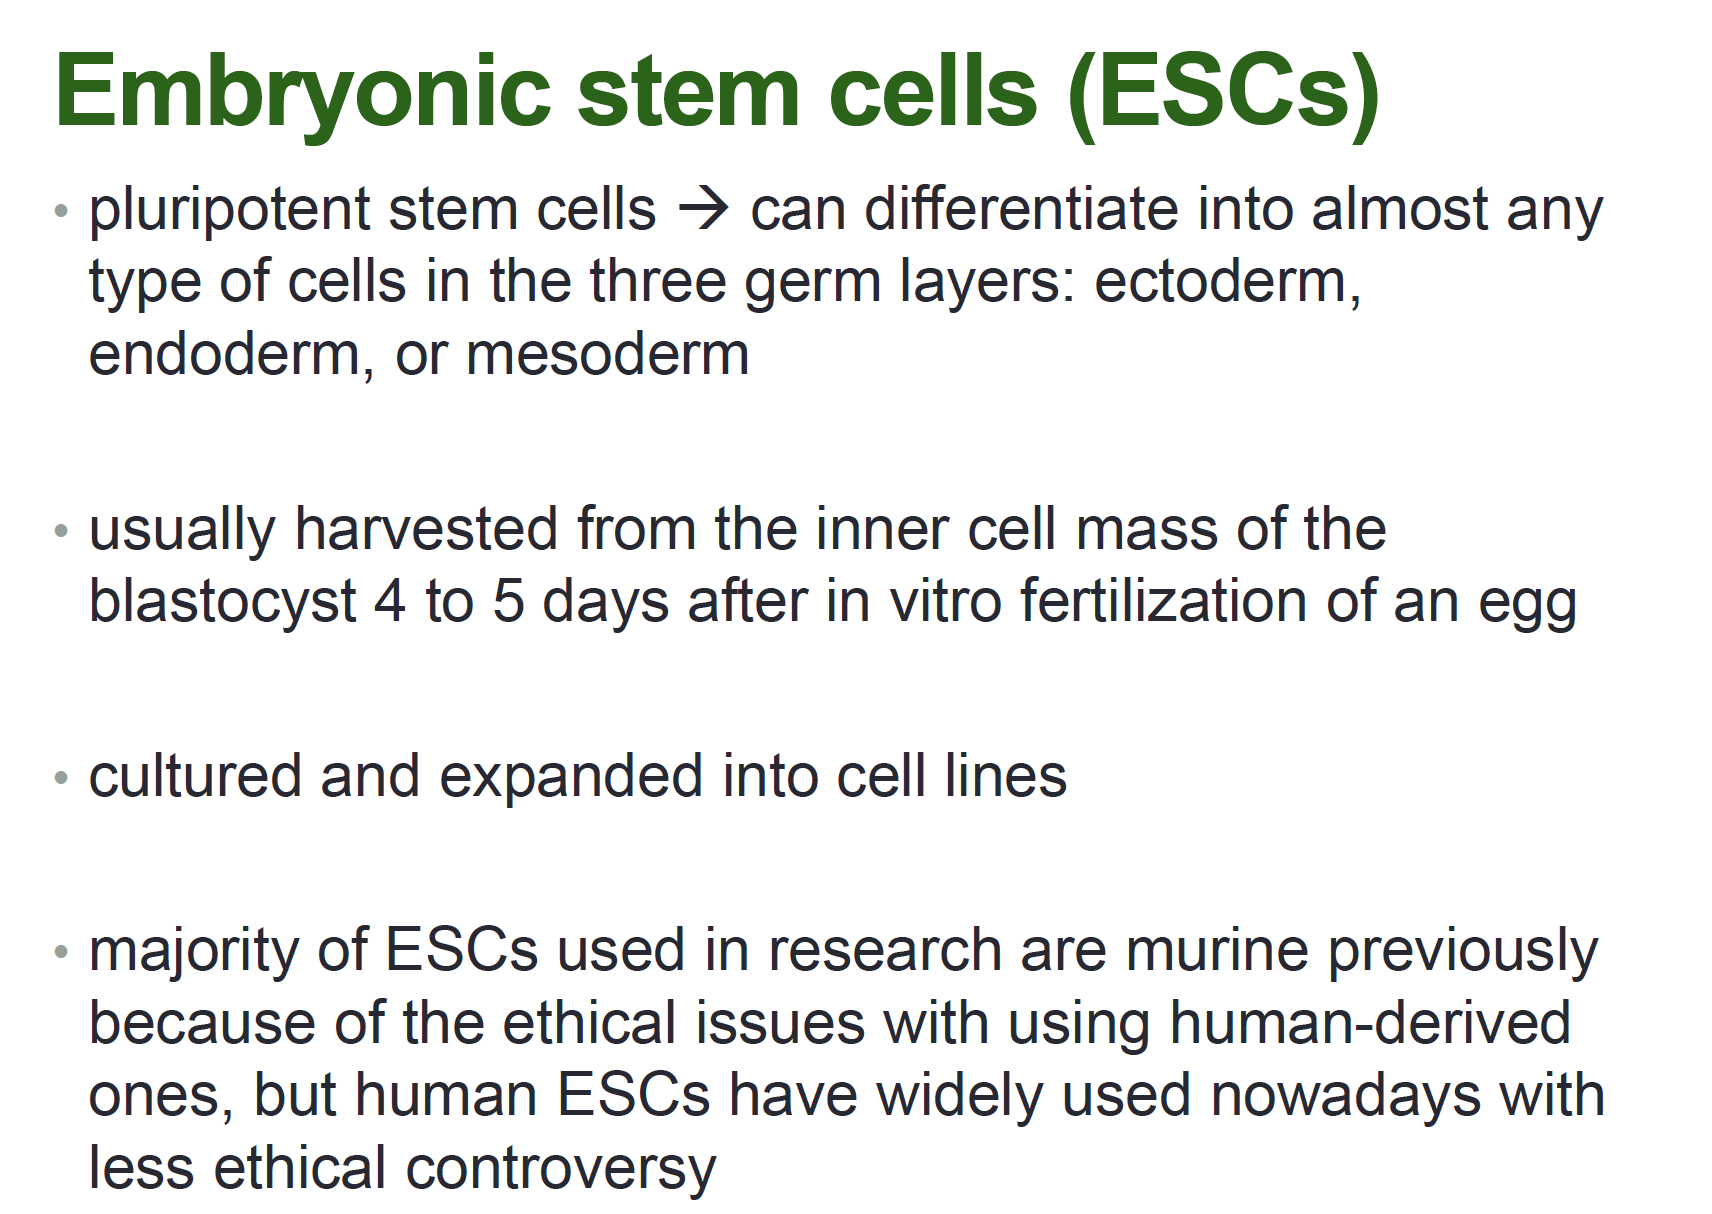 Embryonic stem cells (ESCs)
• pluripotent stem cells → can differentiate into almost any
type of cells in the three germ layers: ectoderm,
endoderm, or mesoderm
• usually harvested from the inner cell mass of the
blastocyst 4 to 5 days after in vitro fertilization of an egg
• cultured and expanded into cell lines
• majority of ESCs used in research are murine previously
because of the ethical issues with using human-derived
ones, but human ESCs have widely used nowadays with
less ethical controversy